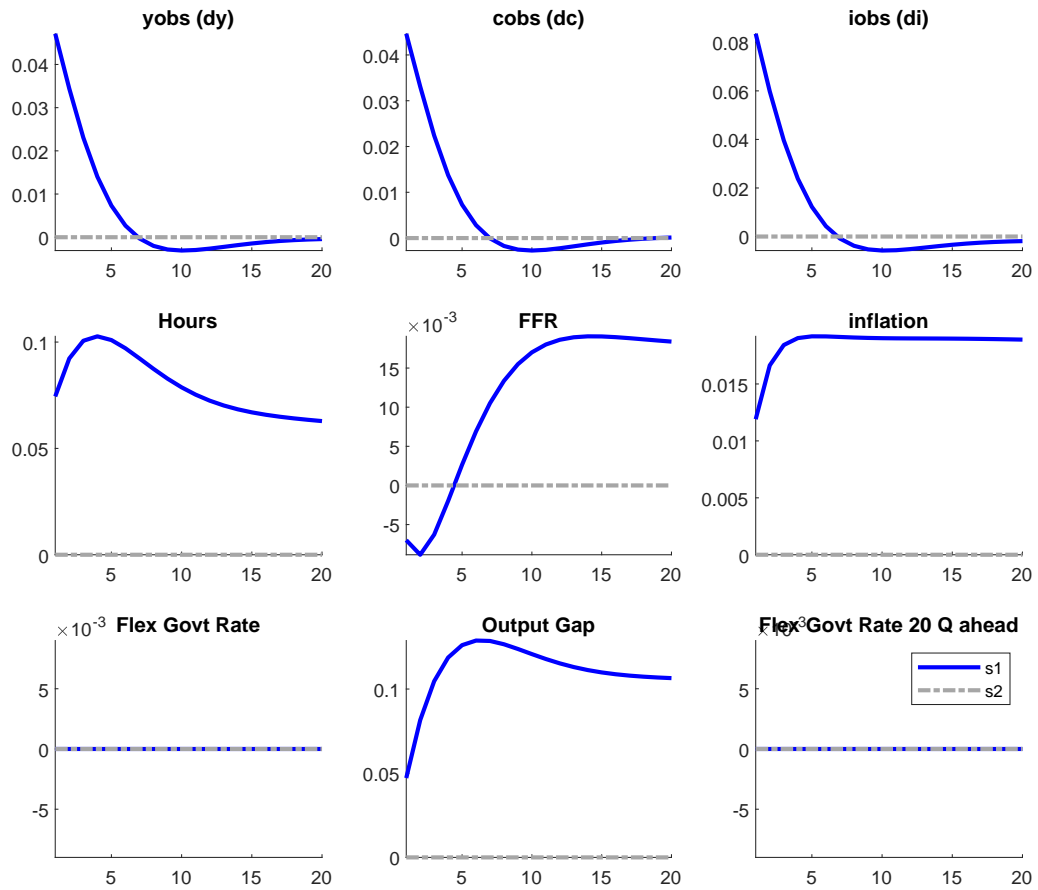 yobs (dy)
0.04
0.03
0.02
0.01
0
5 10 15 20
cobs (dc)
0.04
0.03
0.02
0.01
0
5 10 15 20
iobs (di)
0.08
0.06
0.04
0.02
0
5 10 15 20
Hours
0.1
0.05
0
5 10 15 20
×10-3
FFR
15
10
5
0
-5
5 10 15 20
inflation
0.015
0.01
0.005
0
5 10 15 20
×10-3
Flex Govt Rate
5
0
-5
5 10 15 20
Output Gap
0.1
0.05
0
5 10 15 20
×10-3
Flex Govt Rate 20 Q ahead
s1
s2
5
0
-5
5 10 15 20